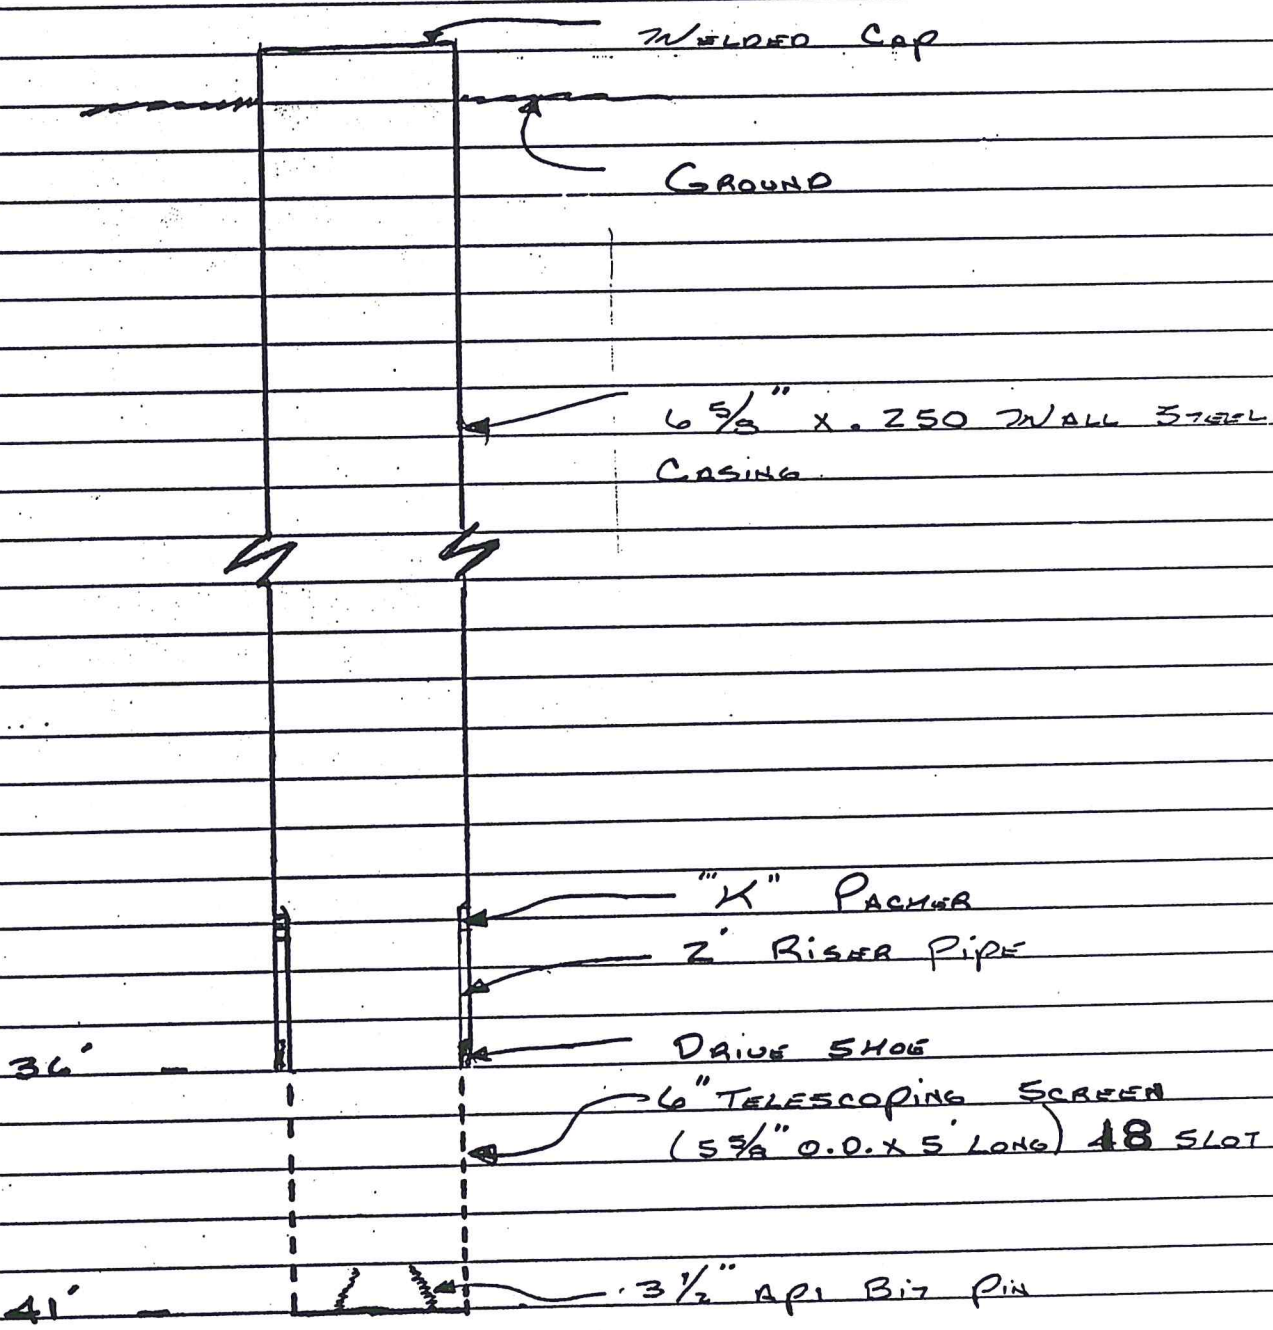 WELDED CAP
GROUND
6 5/8" X .250 WALL STEEL
CASING
"K" PACKER
2' RISER PIPE
DRIVE SHOE
36'
6" TELESCOPING SCREEN
(5 5/8" O.D. X 5' LONG) 48 SLOT
3 1/2" API BIT PIN
41'